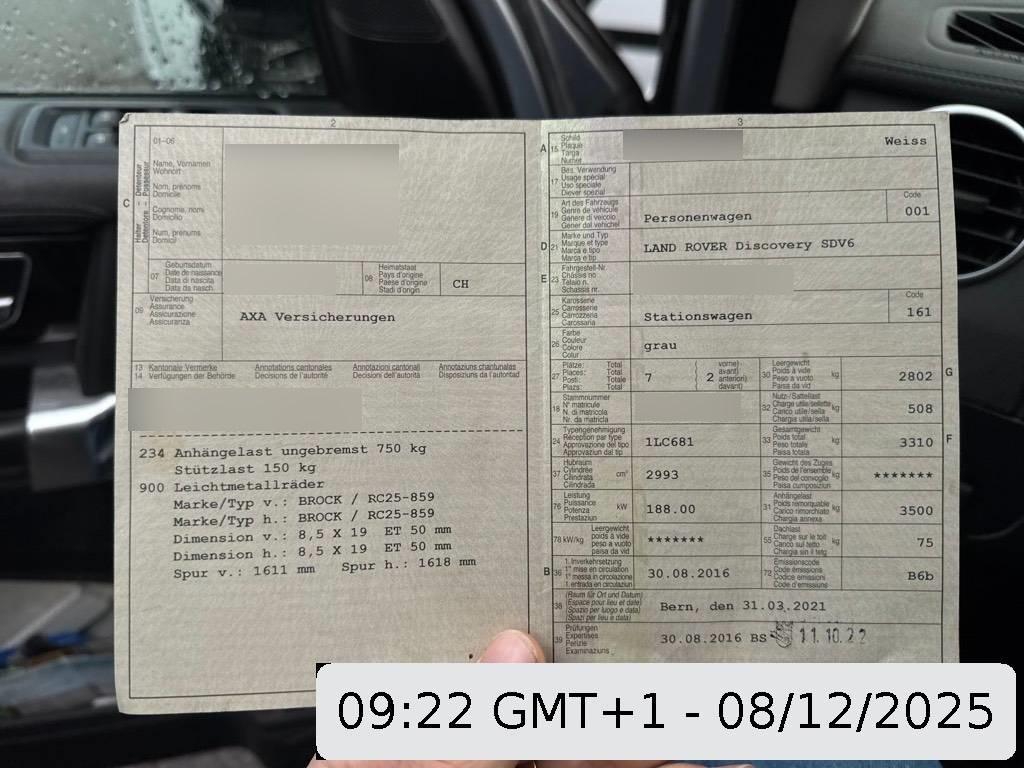 2
01-06
C
Halter - Détenteur
Detentore - Possessur
Name, Vornamen
Wohnort
Nom, prénoms
Domicile
Cognome, nomi
Domicilio
Num, prenums
Domicil
07
Geburtsdatum
Date de naissance
Data di nascita
Data da nasch.
08
Heimatstaat
Pays d'origine
Paese d'origine
Stadi d'origin
CH
09
Versicherung
Assurance
Assicurazione
Assicuranza
AXA Versicherungen
13 Kantonale Vermerke Annotations cantonales Annotazioni cantonali Annotaziuns chantunalas
14 Verfügungen der Behörde Décisions de l'autorité Decisioni dell'autorità Disposiziuns da l'autoritad
234 Anhängelast ungebremst 750 kg
Stützlast 150 kg
900 Leichtmetallräder
Marke/Typ v.: BROCK / RC25-859
Marke/Typ h.: BROCK / RC25-859
Dimension v.: 8,5 X 19 ET 50 mm
Dimension h.: 8,5 X 19 ET 50 mm
Spur v.: 1611 mm Spur h.: 1618 mm
3
A 15
Schild
Plaque
Targa
Numer
Weiss
17
Bes. Verwendung
Usage spécial
Uso speciale
Diever spezial
19
Art des Fahrzeugs
Genre de véhicule
Genere di veicolo
Gener dal vehichel
Personenwagen
Code
001
D 21
Marke und Typ
Marque et type
Marca e tipo
Marca e tip
LAND ROVER Discovery SDV6
E 23
Fahrgestell-Nr.
Châssis no
Telaio n.
Schassis nr.
25
Karosserie
Carrosserie
Carrozzeria
Carossaria
Stationswagen
Code
161
26
Farbe
Couleur
Colore
Colur
grau
27
Plätze: Total
Places: Total
Posti: Totale
Plazs: Total
7
( vorne)
( avant)
2
( anteriori)
( davant)
30
Leergewicht
Poids à vide
Peso a vuoto
Paisa da vid
kg
2802
G
18
Stammnummer
N° matricule
N. di matricola
Nr. da matricla
32
Nutz-/Sattellast
Charge utile/sellette
Carico utile/sella
Chargia utila/sella
kg
508
24
Typengenehmigung
Réception par type
Approvazione del tipo
Approvaziun dal tip
1LC681
33
Gesamtgewicht
Poids total
Peso totale
Paisa totala
kg
3310
F
37
Hubraum
Cylindrée
Cilindrata
Cilindrada
cm³
2993
35
Gewicht des Zuges
Poids de l'ensemble
Peso del convoglio
Paisa cumposiziun
kg
*******
76
Leistung
Puissance
Potenza
Prestaziun
kW
188.00
31
Anhängelast
Poids remorquable
Carico rimorchiato
Chargia annexa
kg
3500
78 kW/kg
Leergewicht
poids à vide
peso a vuoto
paisa da vid
*******
55
Dachlast
Charge sur le toit
Carico sul tetto
Chargia sin il tetg
kg
75
B 36
1. Inverkehrsetzung
1re mise en circulation
1a messa in circolazione
1. entrada en circulaziun
30.08.2016
72
Emissionscode
Code émissions
Codice emissioni
Code d'emissiuns
B6b
38
(Raum für Ort und Datum)
(Espace pour lieu et date)
(Spazio per luogo e data)
(Spazi per lieu e data)
Bern, den 31.03.2021
39
Prüfungen
Expertises
Perizie
Examinaziuns
30.08.2016 BS 11.10.22
09:22 GMT+1 - 08/12/2025